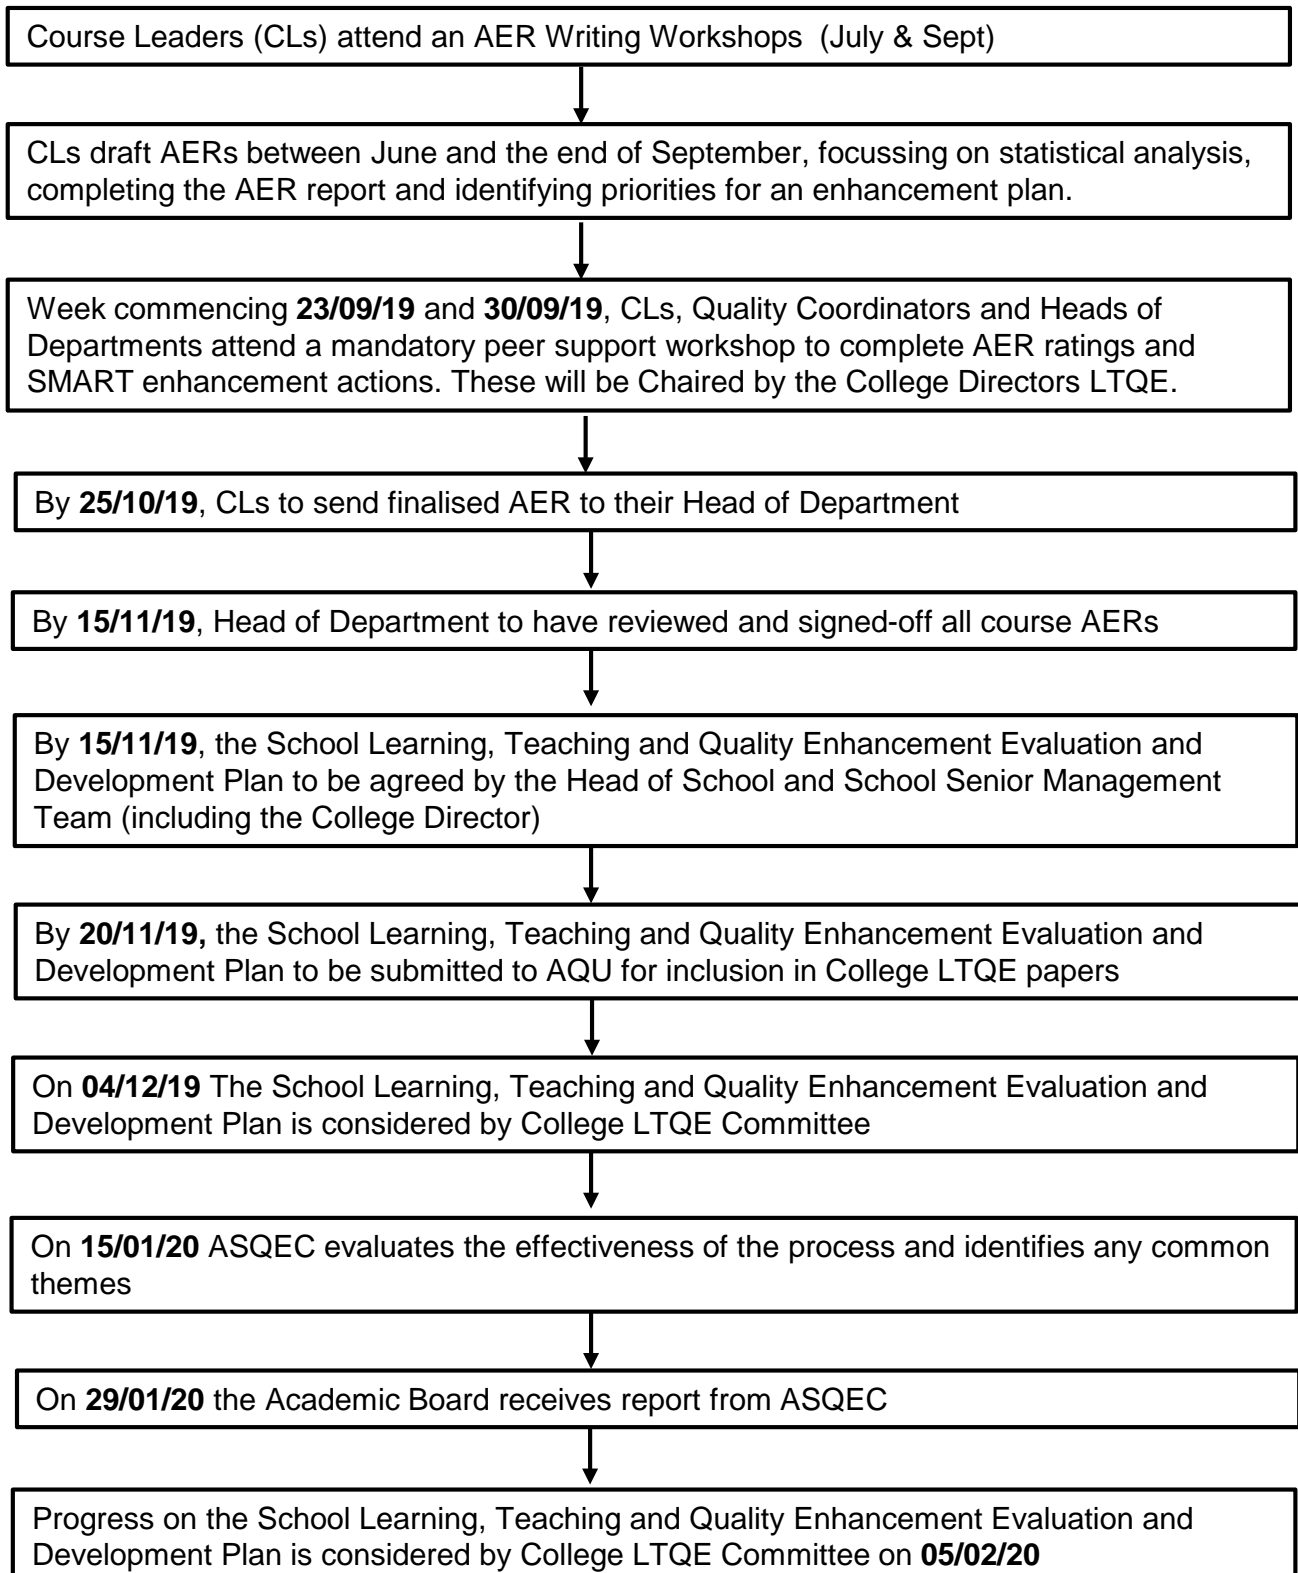 Course Leaders (CLs) attend an AER Writing Workshops  (July & Sept)
CLs draft AERs between June and the end of September, focussing on statistical analysis,
completing the AER report and identifying priorities for an enhancement plan.
Week commencing 23/09/19 and 30/09/19, CLs, Quality Coordinators and Heads of
Departments attend a mandatory peer support workshop to complete AER ratings and
SMART enhancement actions. These will be Chaired by the College Directors LTQE.
By 25/10/19, CLs to send finalised AER to their Head of Department
By 15/11/19, Head of Department to have reviewed and signed-off all course AERs
By 15/11/19, the School Learning, Teaching and Quality Enhancement Evaluation and
Development Plan to be agreed by the Head of School and School Senior Management
Team (including the College Director)
By 20/11/19, the School Learning, Teaching and Quality Enhancement Evaluation and
Development Plan to be submitted to AQU for inclusion in College LTQE papers
On 04/12/19 The School Learning, Teaching and Quality Enhancement Evaluation and
Development Plan is considered by College LTQE Committee
On 15/01/20 ASQEC evaluates the effectiveness of the process and identifies any common
themes
On 29/01/20 the Academic Board receives report from ASQEC
Progress on the School Learning, Teaching and Quality Enhancement Evaluation and
Development Plan is considered by College LTQE Committee on 05/02/20